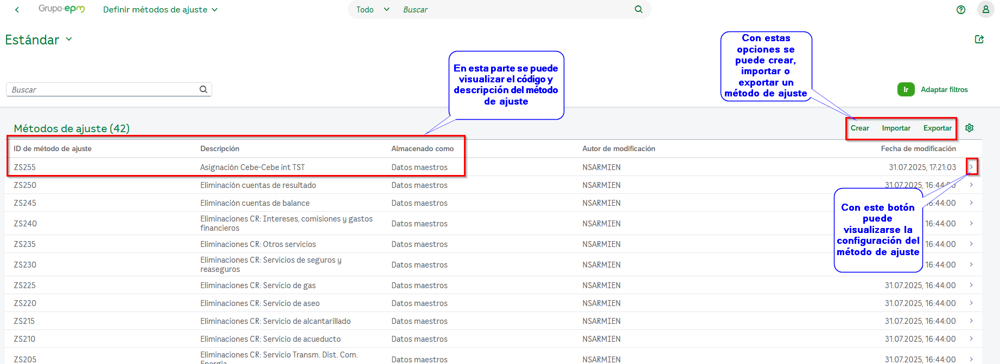 Grupo·epm
Definir métodos de ajuste
Todo
Buscar
Estándar
Buscar
En esta parte se puede
visualizar el código y
descripción del método
de ajuste
Con estas
opciones se
puede crear,
importar o
exportar un
método de ajuste
Ir
Adaptar filtros
Métodos de ajuste (42)
Crear
Importar
Exportar
ID de método de ajuste
Descripción
Almacenado como
Autor de modificación
Fecha de modificación
ZS255
Asignación Cebe-Cebe int TST
Datos maestros
NSARMIEN
31.07.2025, 17:21:03
ZS250
Eliminación cuentas de resultado
Datos maestros
NSARMIEN
31.07.2025, 16:44:00
ZS245
Eliminación cuentas de balance
Datos maestros
NSARMIEN
16:44:00
ZS240
Eliminaciones CR: Intereses, comisiones y gastos
financieros
Datos maestros
NSARMIEN
16:44:00
ZS235
Eliminaciones CR: Otros servicios
Datos maestros
NSARMIEN
16:44:00
ZS230
Eliminaciones CR: Servicios de seguros y
reaseguros
Datos maestros
NSARMIEN
16:44:00
Con este botón
puede
visualizarse la
configuración del
método de ajuste
ZS225
Eliminaciones CR: Servicio de gas
Datos maestros
NSARMIEN
31.07.2025, 16:44:00
ZS220
Eliminaciones CR: Servicio de aseo
Datos maestros
NSARMIEN
31.07.2025, 16:44:00
ZS215
Eliminaciones CR: Servicio de alcantarillado
Datos maestros
NSARMIEN
31.07.2025, 16:44:00
ZS210
Eliminaciones CR: Servicio de acueducto
Datos maestros
NSARMIEN
31.07.2025, 16:44:00
ZS205
Eliminaciones CR: Servicio Transm. Dist. Com.
Energia
Datos maestros
NSARMIEN
31.07.2025, 16:44:00